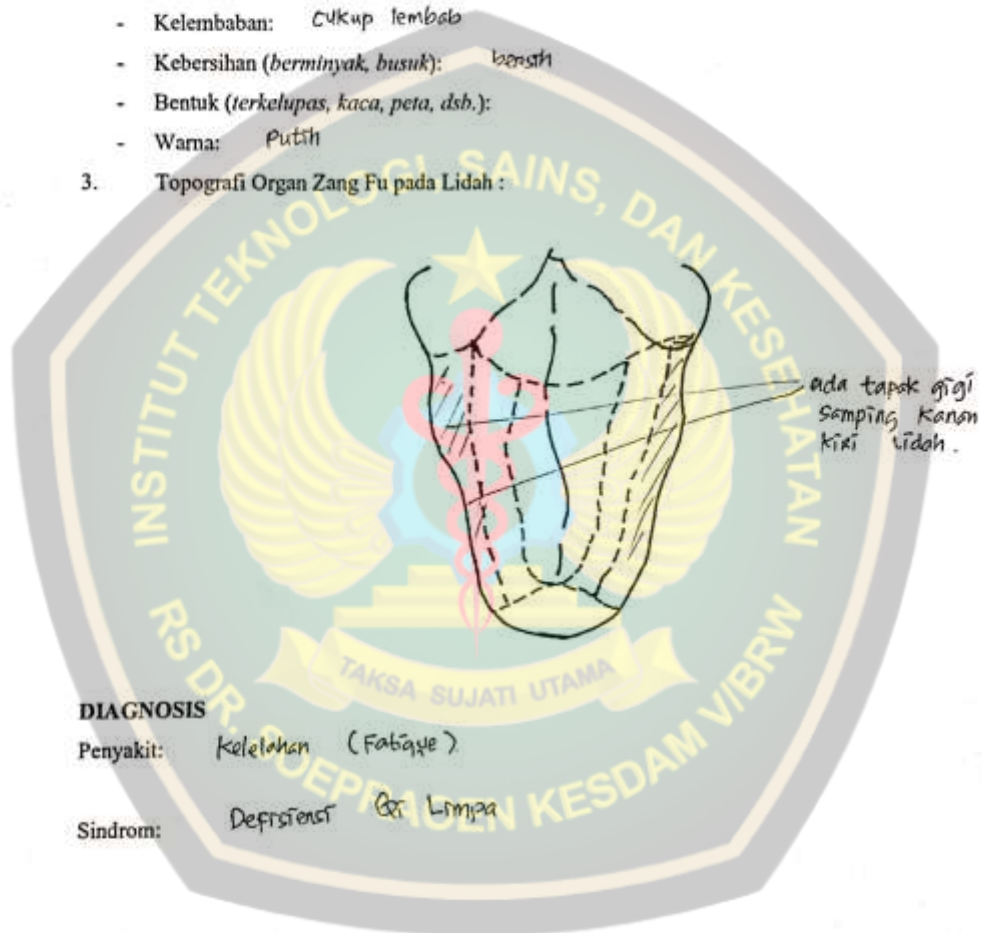 - Kelembaban: Cukup lembab
- Kebersihan (berminyak, busuk): bersih
- Bentuk (terkelupas, kaca, peta, dsb.):
- Warna: Putih
3. Topografi Organ Zang Fu pada Lidah :
INSTITUT TEKNOLOGI, SAINS, DAN KESEHATAN
ada tapak gigi
samping kanan
kiri lidah.
TAKSA SUJATI UTAMA
RS DR. SOEPRAOEN KESDAM V/BRW
DIAGNOSIS
Penyakit: Kelelahan (Fatique)
Sindrom: Defisiensi Qi Limpa